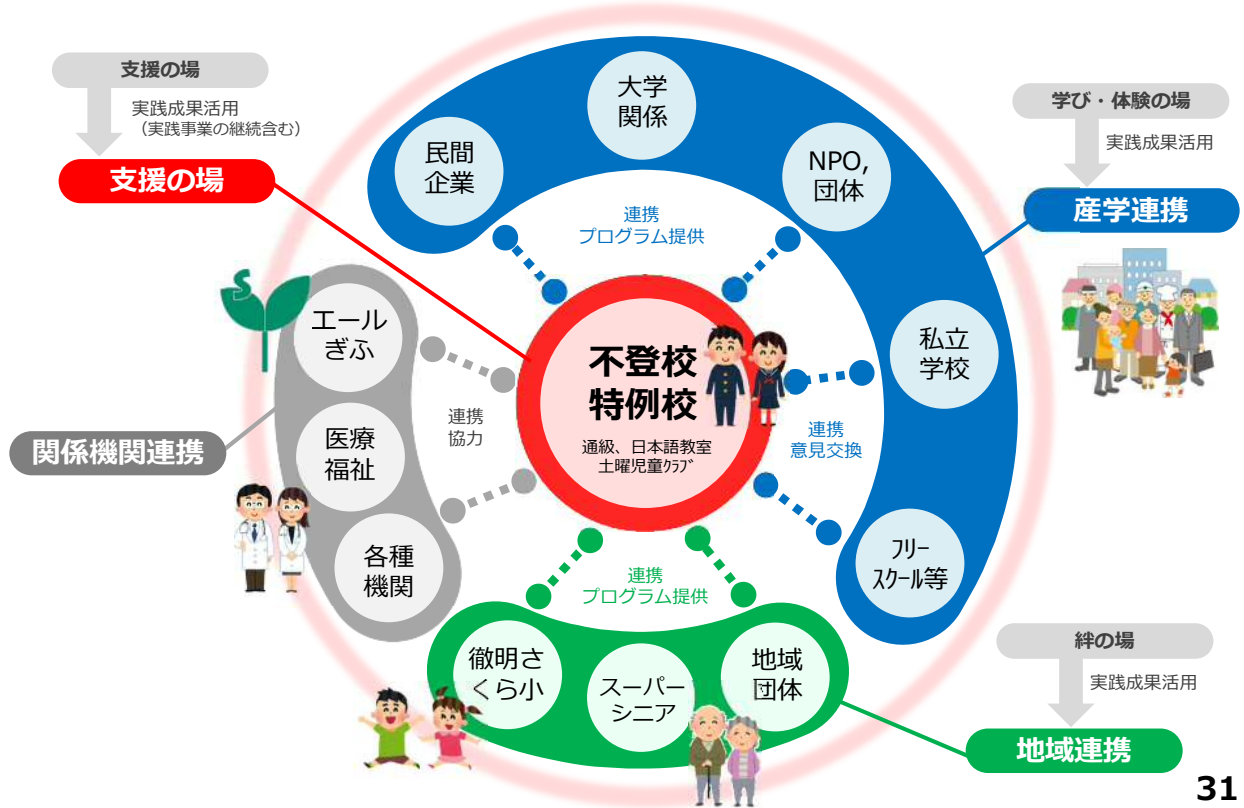 支援の場
実践成果活用
（実践事業の継続含む）
支援の場
学び・体験の場
実践成果活用
産学連携
民間
企業
大学
関係
NPO,
団体
私立
学校
ﾌﾘｰ
ｽｸｰﾙ等
連携
プログラム提供
連携
意見交換
不登校
特例校
通級、日本語教室
土曜児童ｸﾗﾌﾞ
S
エール
ぎふ
医療
福祉
各種
機関
連携
協力
関係機関連携
連携
プログラム提供
徹明さ
くら小
スーパー
シニア
地域
団体
絆の場
実践成果活用
地域連携
31